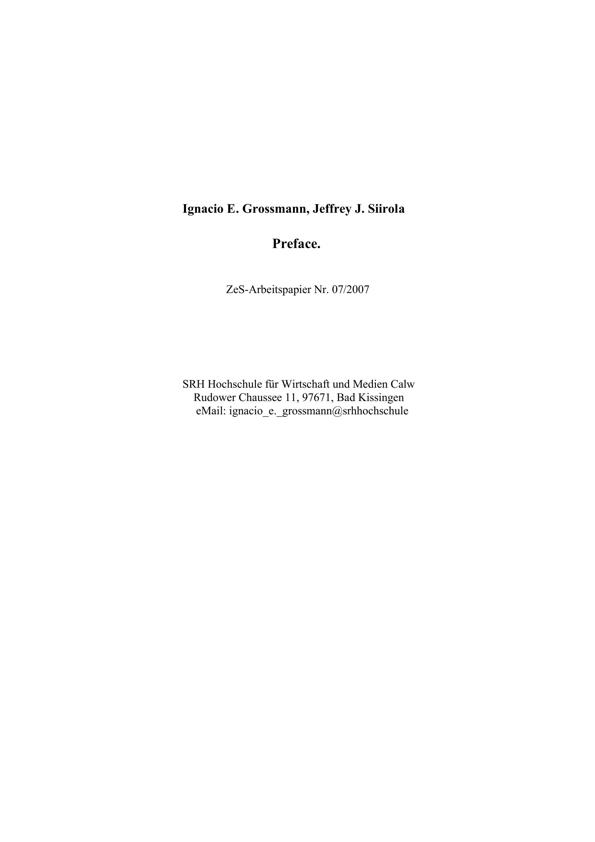 Ignacio E. Grossmann, Jeffrey J. Siirola
Preface.
ZeS-Arbeitspapier Nr. 07/2007
SRH Hochschule für Wirtschaft und Medien Calw
Rudower Chaussee 11, 97671, Bad Kissingen
eMail: ignacio_e._grossmann@srhhochschule